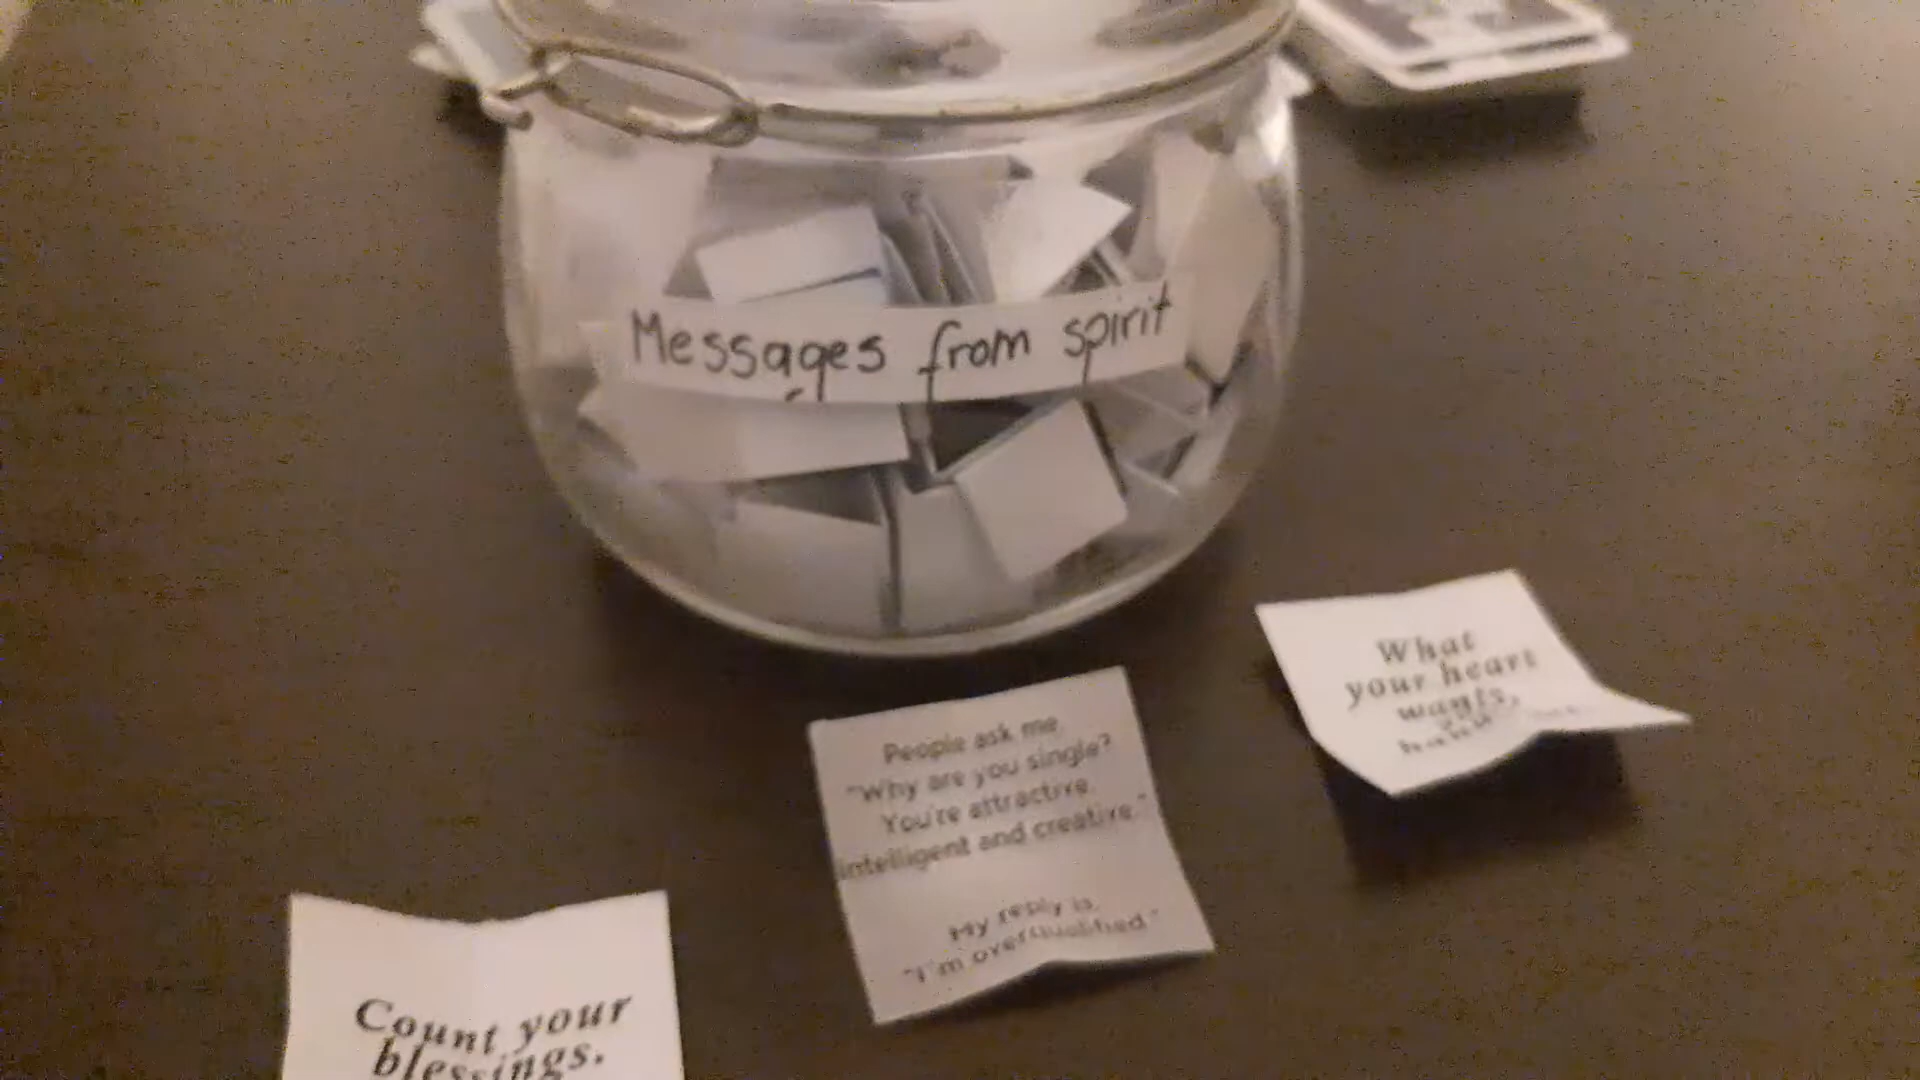 Messages from spirit
What
your heart
wants,
People ask me
"Why are you single?
You're attractive,
intelligent and creative."
My reply is,
"I'm overqualified."
Count your
blessings.